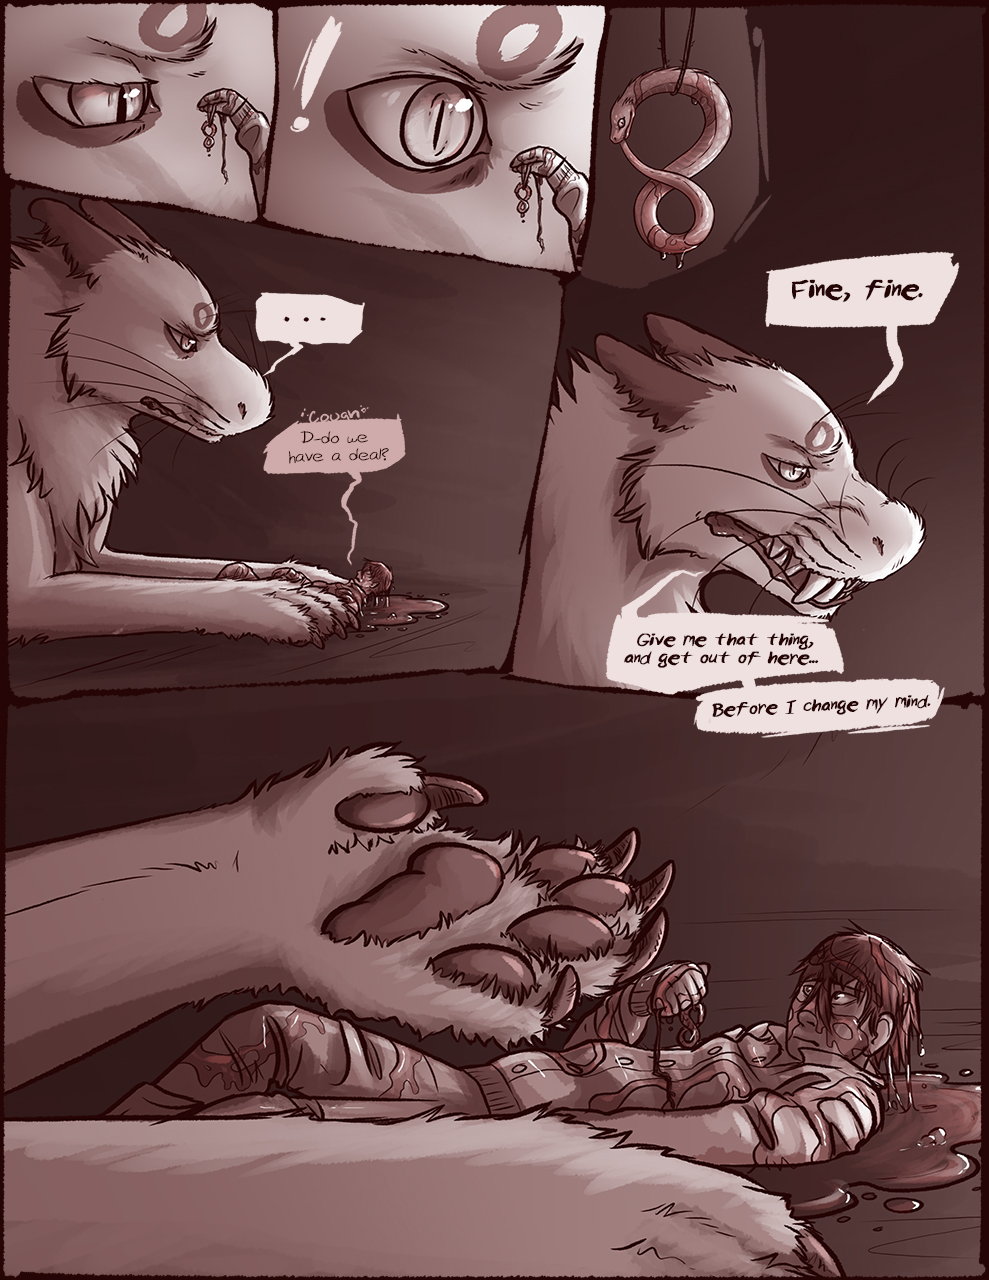 !
...
Cavan
D-do we
have a deal?
Fine, fine.
Give me that thing,
and get out of here...
Before I change my mind.